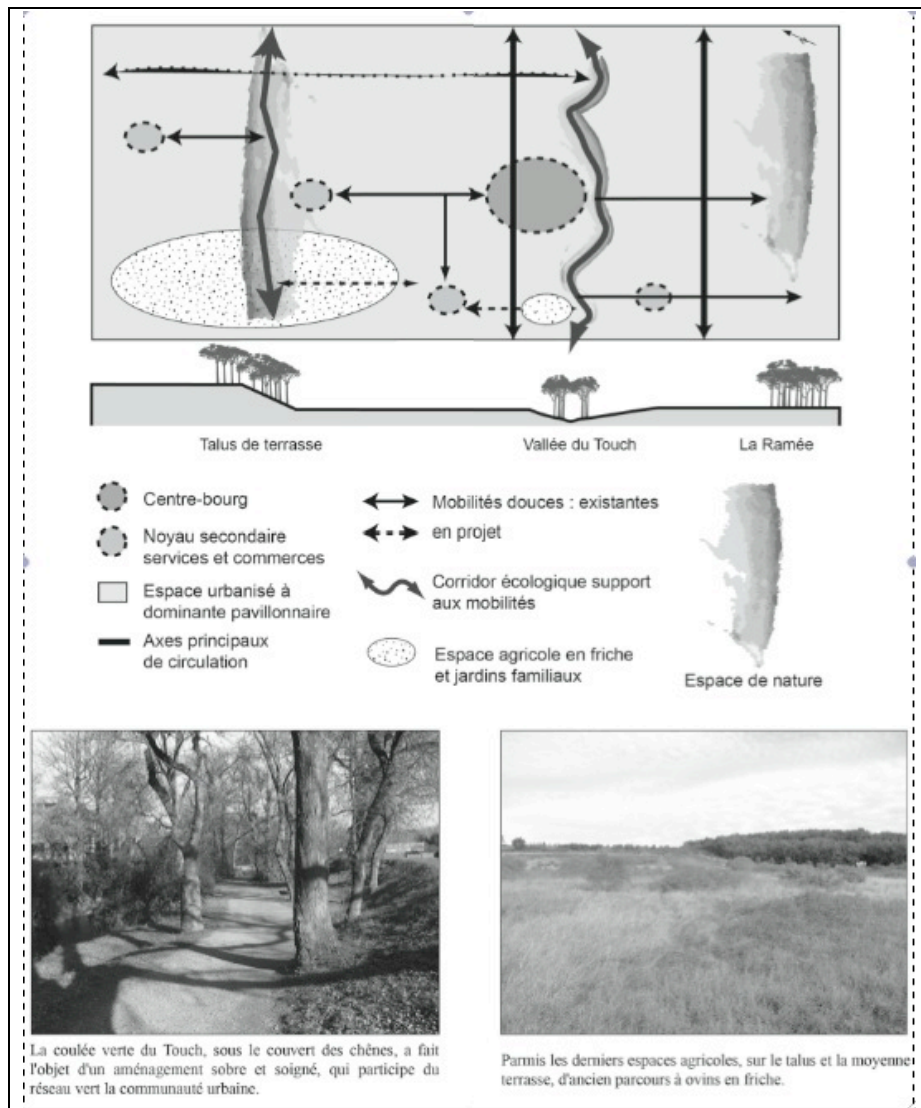 Talus de terrasse
Vallée du Touch
La Ramée
Centre-bourg
Noyau secondaire
services et commerces
Espace urbanisé à
dominante pavillonnaire
Axes principaux
de circulation
Mobilités douces : existantes
en projet
Corridor écologique support
aux mobilités
Espace agricole en friche
et jardins familiaux
Espace de nature
La coulée verte du Touch, sous le couvert des chênes, a fait
l'objet d'un aménagement sobre et soigné, qui participe du
réseau vert la communauté urbaine.
Parmis les derniers espaces agricoles, sur le talus et la moyenne
terrasse, d'ancien parcours à ovins en friche.